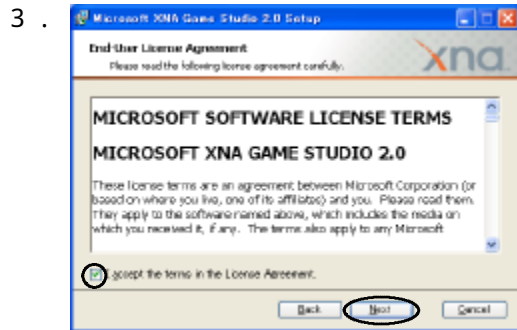 3．
Microsoft XNA Game Studio 2.0 Setup
End-User License Agreement
Please read the following license agreement carefully.
xna
MICROSOFT SOFTWARE LICENSE TERMS
MICROSOFT XNA GAME STUDIO 2.0
These license terms are an agreement between Microsoft Corporation (or
based on where you live, one of its affiliates) and you. Please read them.
They apply to the software named above, which includes the media on
which you received it, if any. The terms also apply to any Microsoft
I accept the terms in the License Agreement.
Back Next Cancel